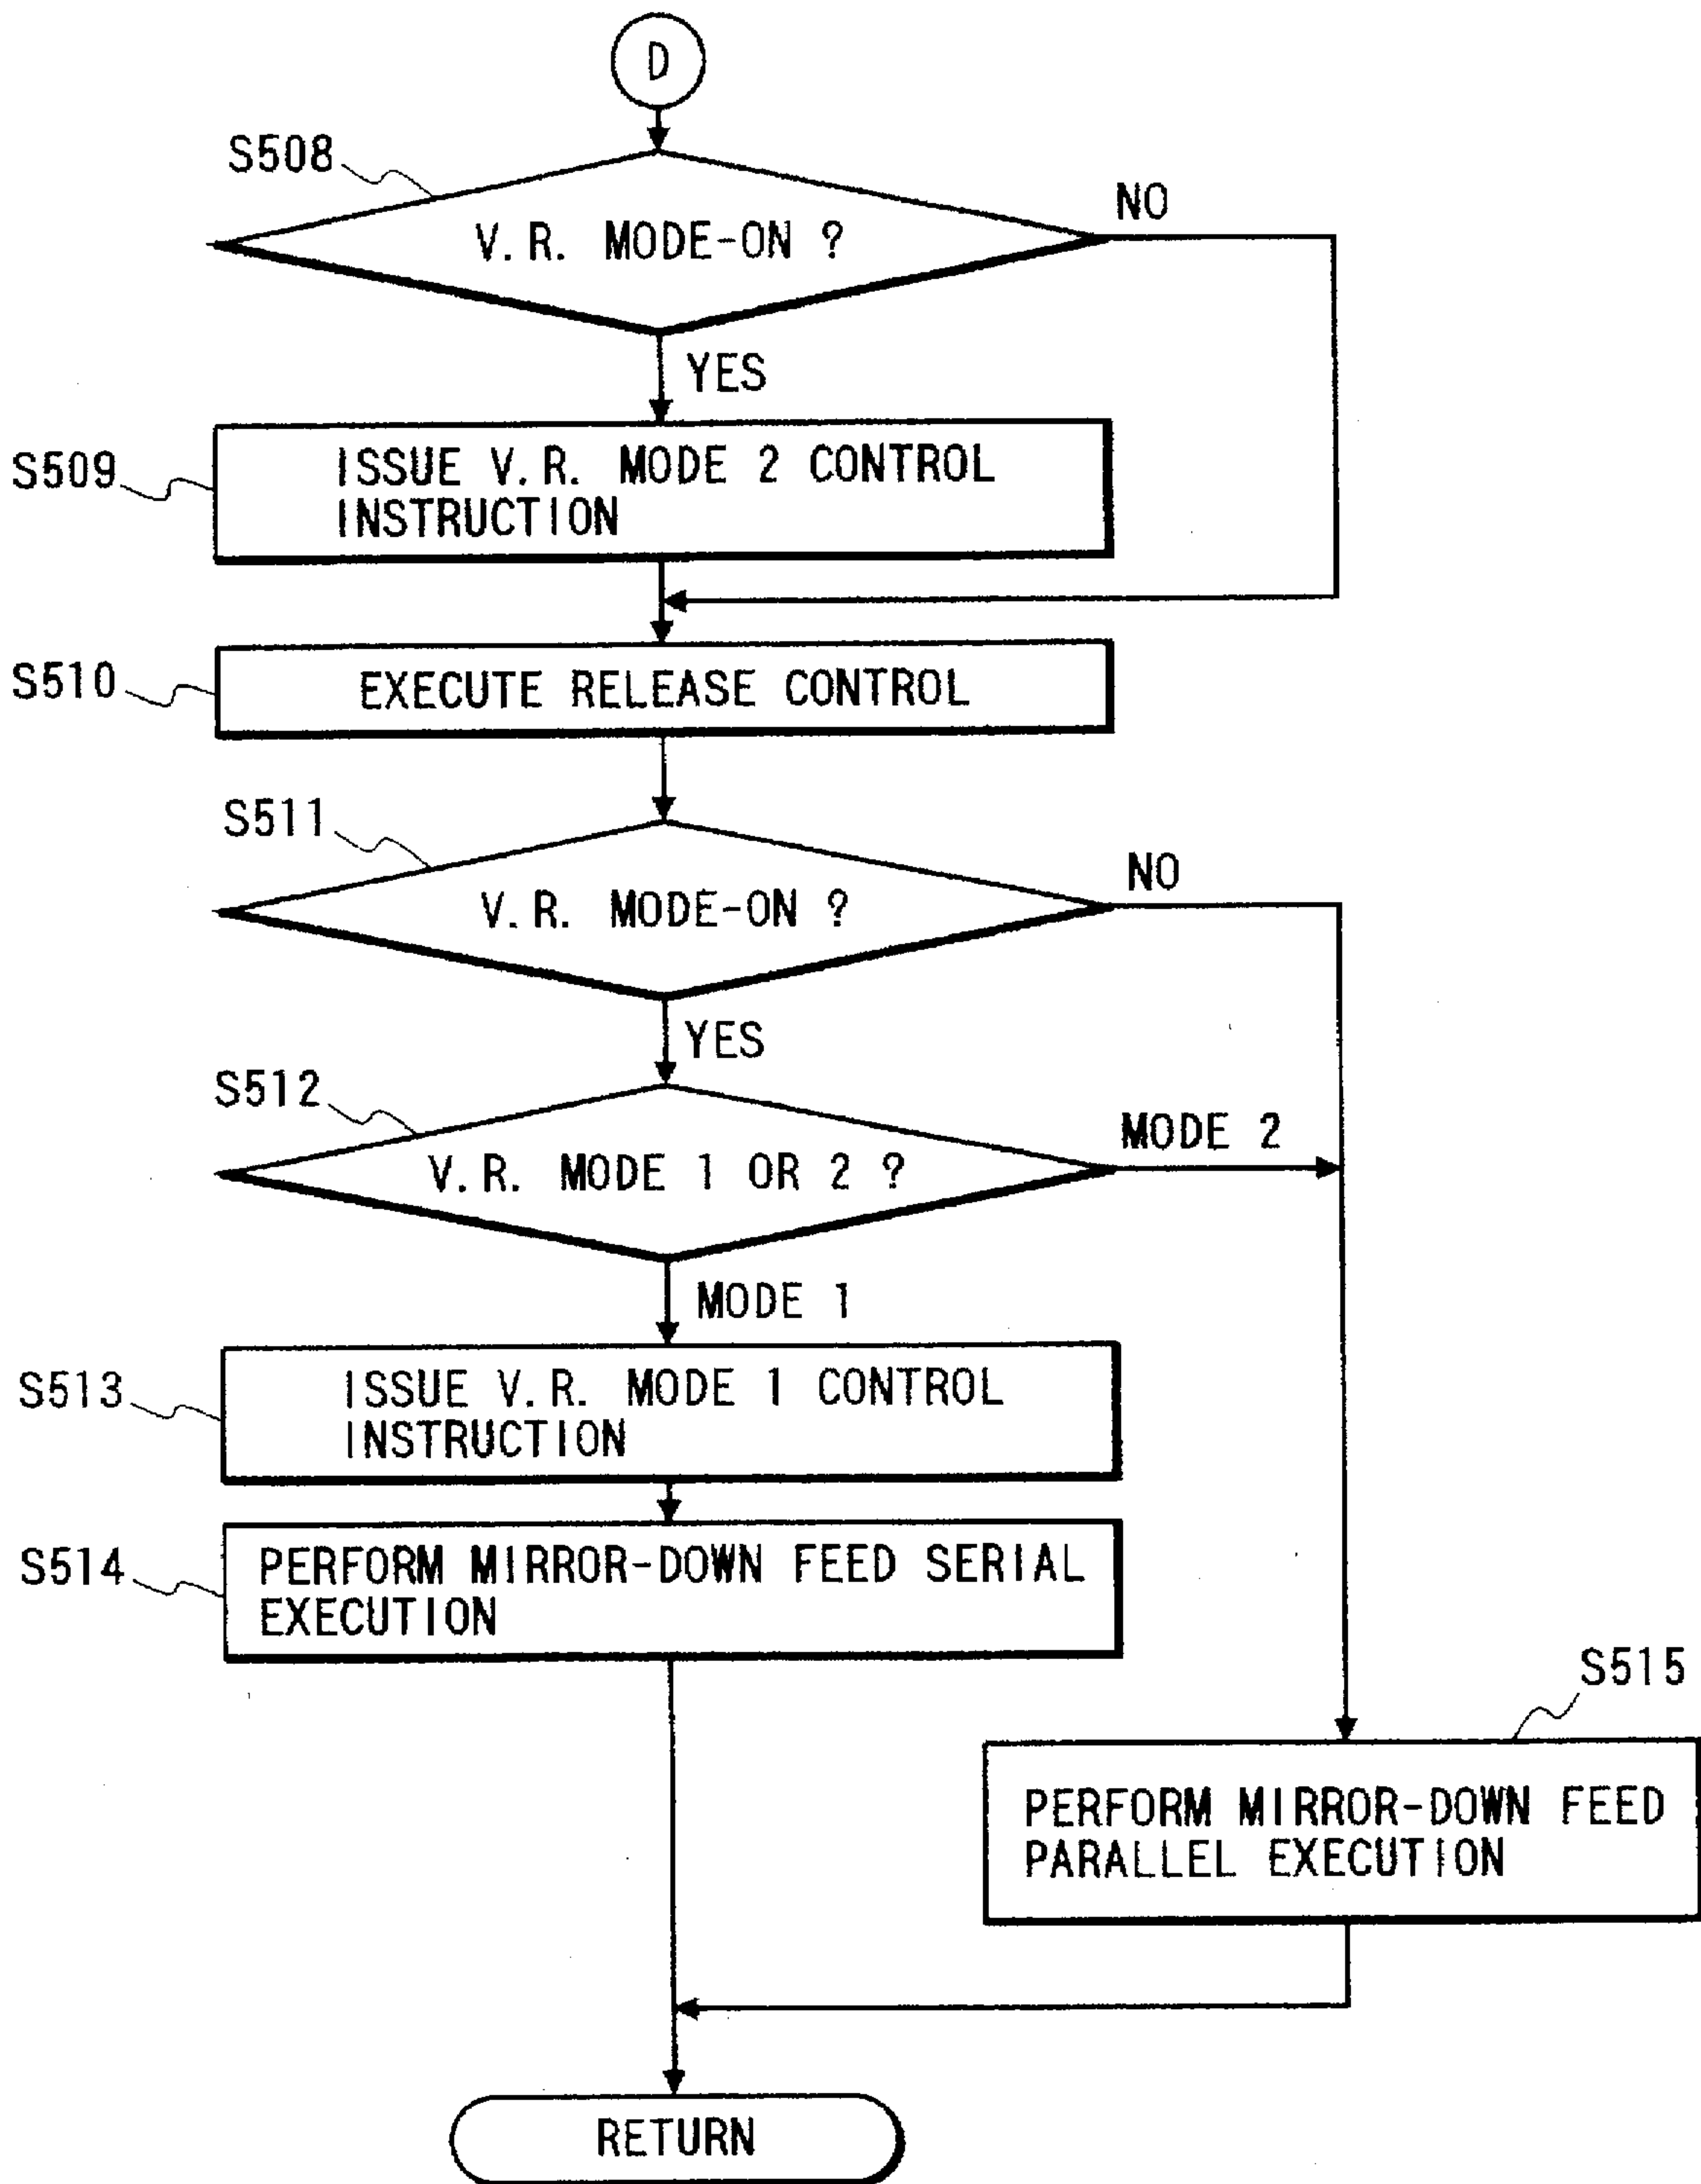 D
S508
V.R. MODE-ON ?
NO
YES
S509
ISSUE V.R. MODE 2 CONTROL
INSTRUCTION
S510
EXECUTE RELEASE CONTROL
S511
V.R. MODE-ON ?
NO
YES
S512
V.R. MODE 1 OR 2 ?
MODE 2
MODE 1
S513
ISSUE V.R. MODE 1 CONTROL
INSTRUCTION
S514
PERFORM MIRROR-DOWN FEED SERIAL
EXECUTION
S515
PERFORM MIRROR-DOWN FEED
PARALLEL EXECUTION
RETURN